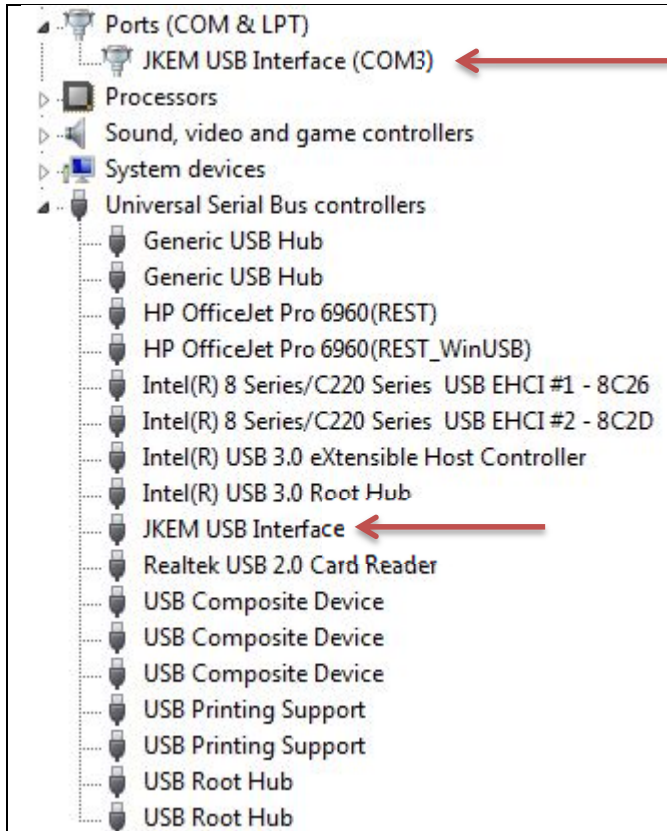 Ports (COM & LPT)
JKEM USB Interface (COM3)
Processors
Sound, video and game controllers
System devices
Universal Serial Bus controllers
Generic USB Hub
Generic USB Hub
HP OfficeJet Pro 6960(REST)
HP OfficeJet Pro 6960(REST_WinUSB)
Intel(R) 8 Series/C220 Series USB EHCI #1 - 8C26
Intel(R) 8 Series/C220 Series USB EHCI #2 - 8C2D
Intel(R) USB 3.0 eXtensible Host Controller
Intel(R) USB 3.0 Root Hub
JKEM USB Interface
Realtek USB 2.0 Card Reader
USB Composite Device
USB Composite Device
USB Composite Device
USB Printing Support
USB Printing Support
USB Root Hub
USB Root Hub